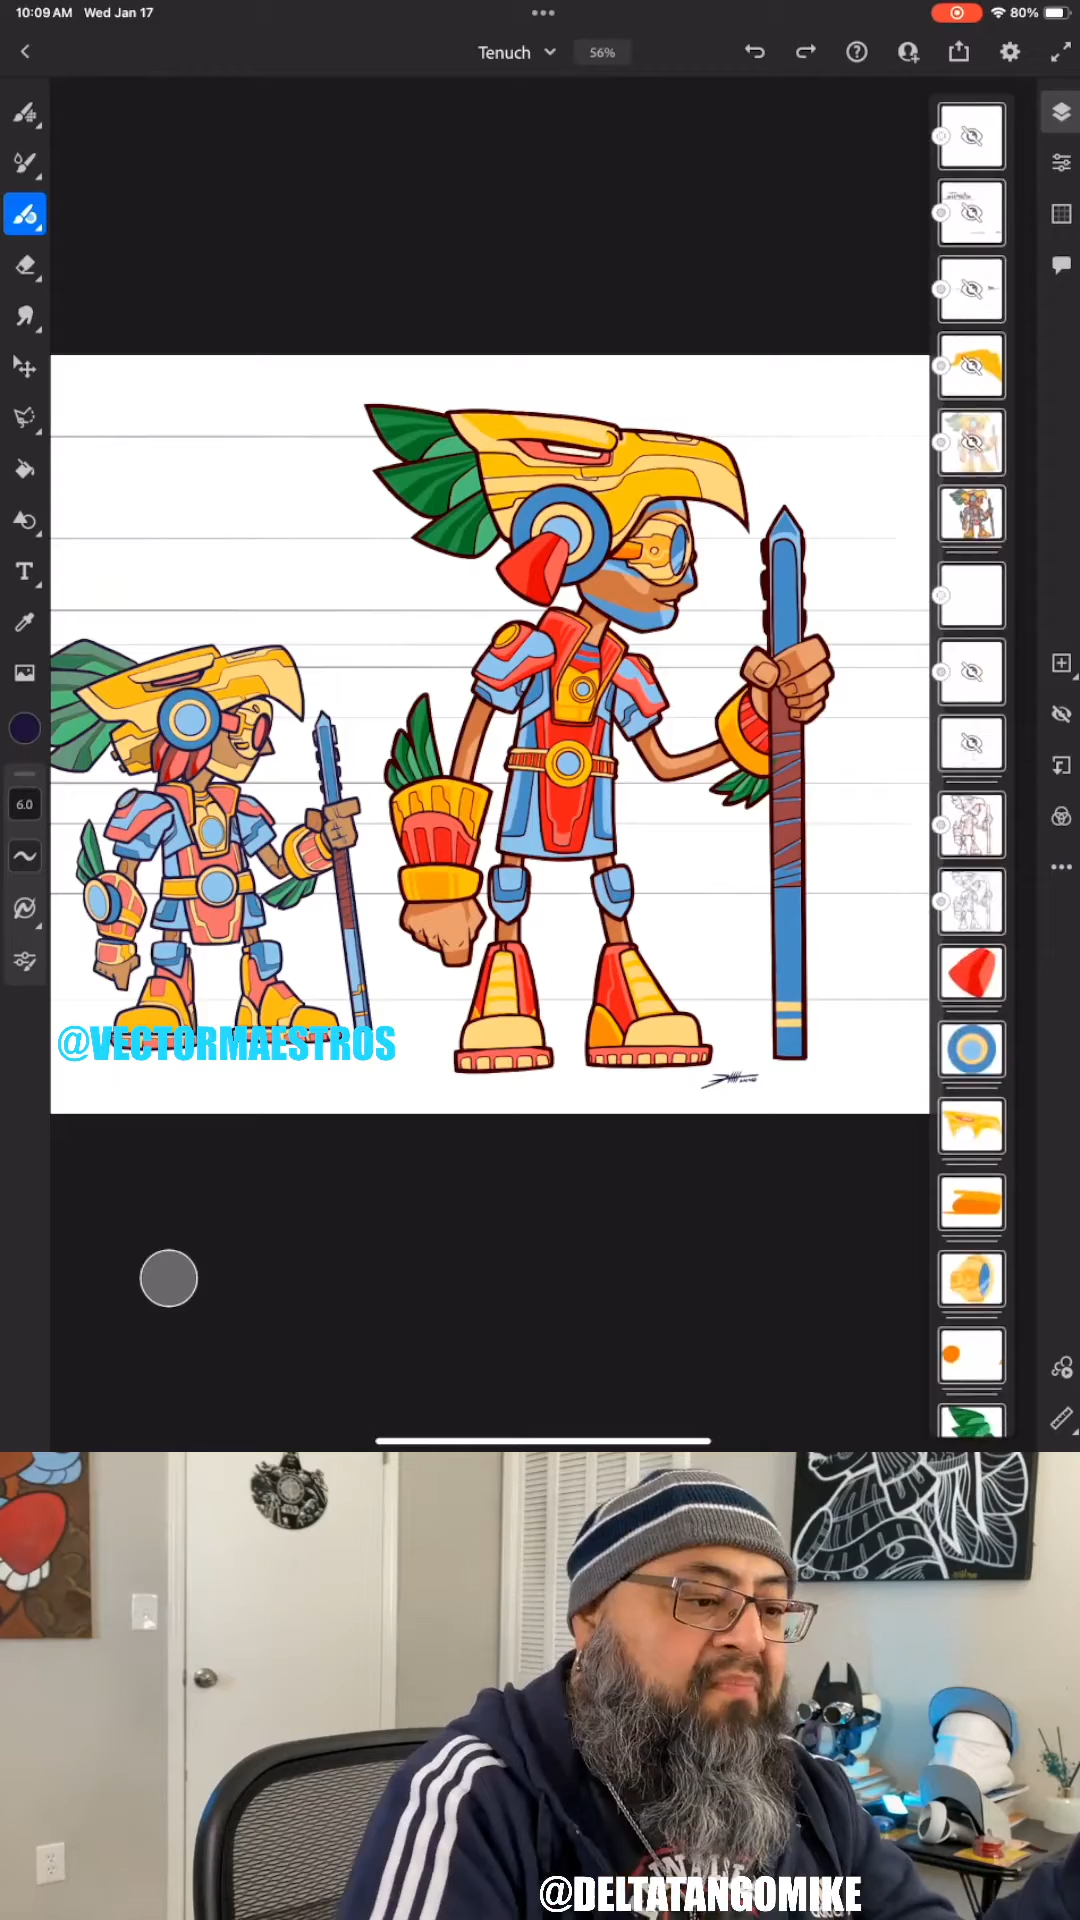 10:09 AM Wed Jan 17
80%
Tenuch
56%
T
6.0
@VECTORMAESTROS
@DELTATANGOMIKE